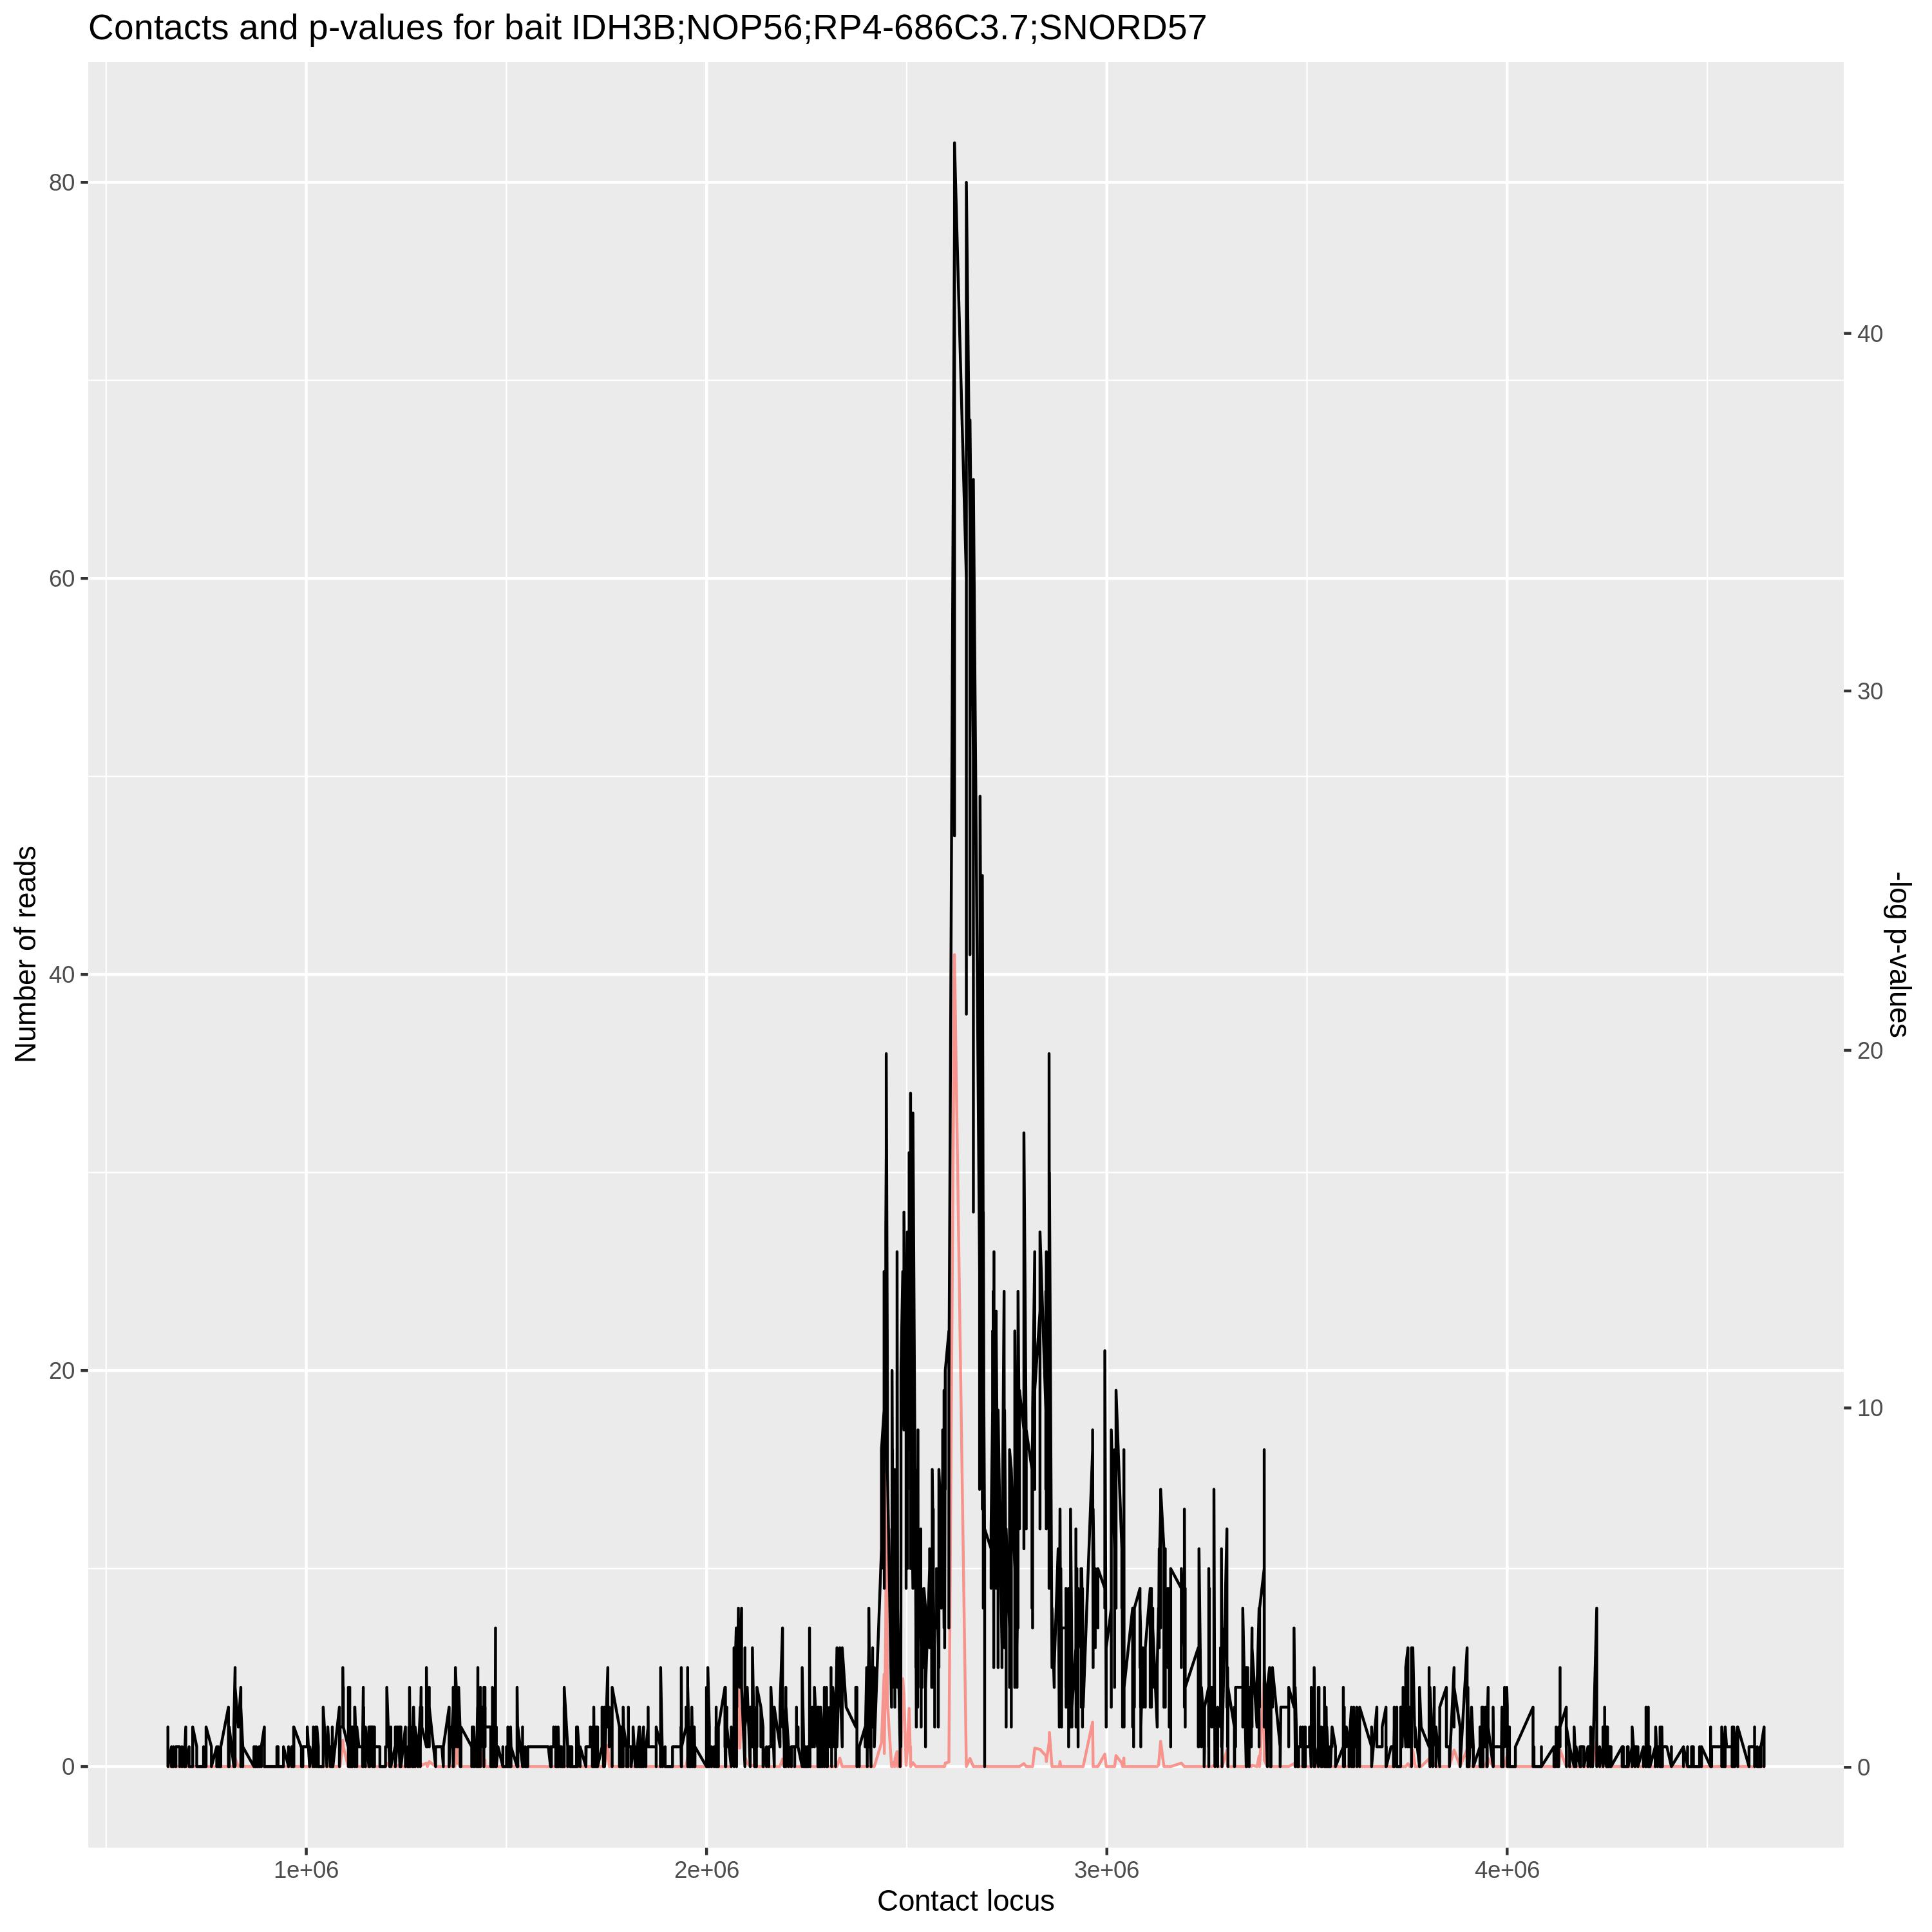 Contacts and p-values for bait IDH3B;NOP56;RP4-686C3.7;SNORD57
80
60
40
20
0
Number of reads
40
30
20
10
0
-log p-values
1e+06
2e+06
3e+06
4e+06
Contact locus